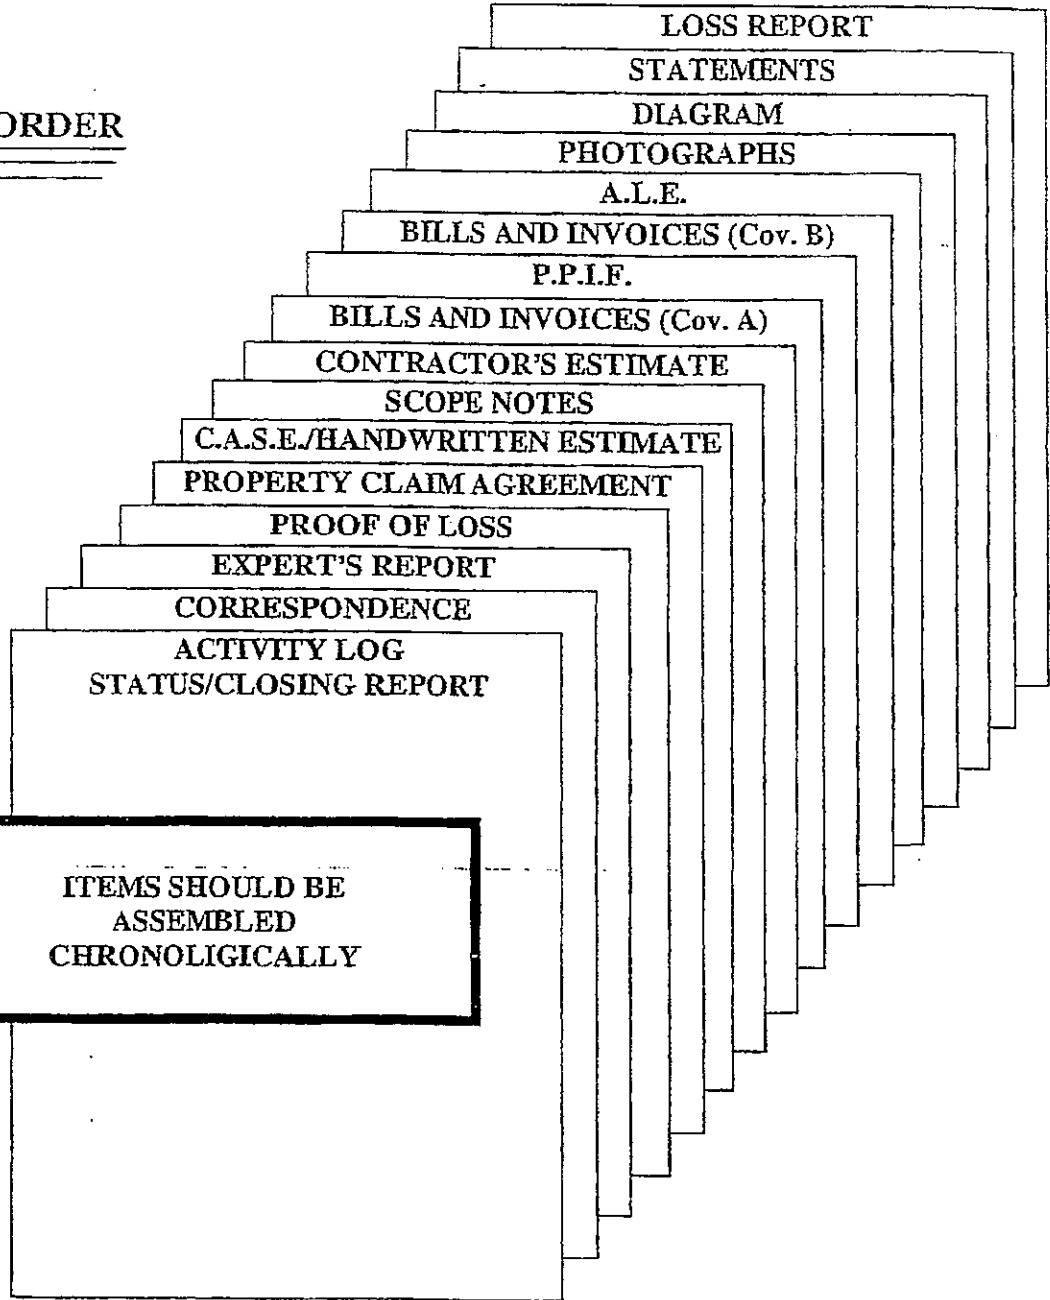 LOSS REPORT
STATEMENTS
ORDER
DIAGRAM
PHOTOGRAPHS
A.L.E.
BILLS AND INVOICES (Cov. B)
P.P.I.F.
BILLS AND INVOICES (Cov. A)
CONTRACTOR'S ESTIMATE
SCOPE NOTES
C.A.S.E./HANDWRITTEN ESTIMATE
PROPERTY CLAIM AGREEMENT
PROOF OF LOSS
EXPERT'S REPORT
CORRESPONDENCE
ACTIVITY LOG
STATUS/CLOSING REPORT
ITEMS SHOULD BE
ASSEMBLED
CHRONOLIGICALLY